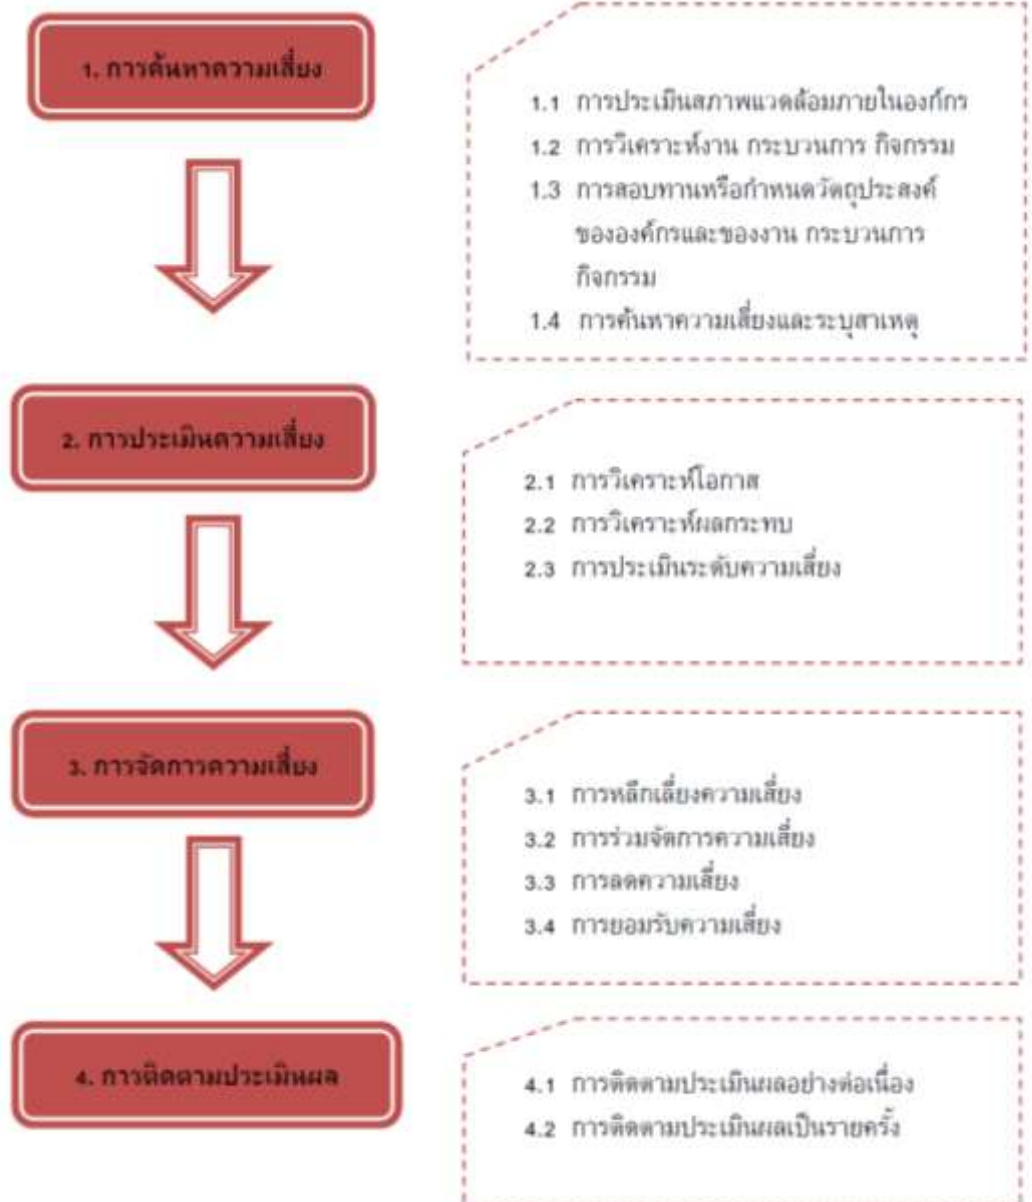 1. การค้นหาความเสี่ยง
1.1 การประเมินสภาพแวดล้อมภายในองก์กร
1.2 การวิเคราะห์งาน กระบวนการ กิจกรรม
1.3 การสอบทานหรือกำหนดวัตถุประสงค์
ขององค์กรและของงาน กระบวนการ
กิจกรรม
1.4 การค้นหาความเสี่ยงและระบุสาเหตุ
2. การประเมินความเสี่ยง
2.1 การวิเคราะห์โอกาส
2.2 การวิเคราะห์ผลกระทบ
2.3 การประเมินระดับความเสี่ยง
3. การจัดการความเสี่ยง
3.1 การหลีกเลี่ยงความเสี่ยง
3.2 การร่วมจัดการความเสี่ยง
3.3 การลดความเสี่ยง
3.4 การยอมรับความเสี่ยง
4. การติดตามประเมินผล
4.1 การติดตามประเมินผลอย่างต่อเนื่อง
4.2 การติดตามประเมินผลเป็นรายครั้ง